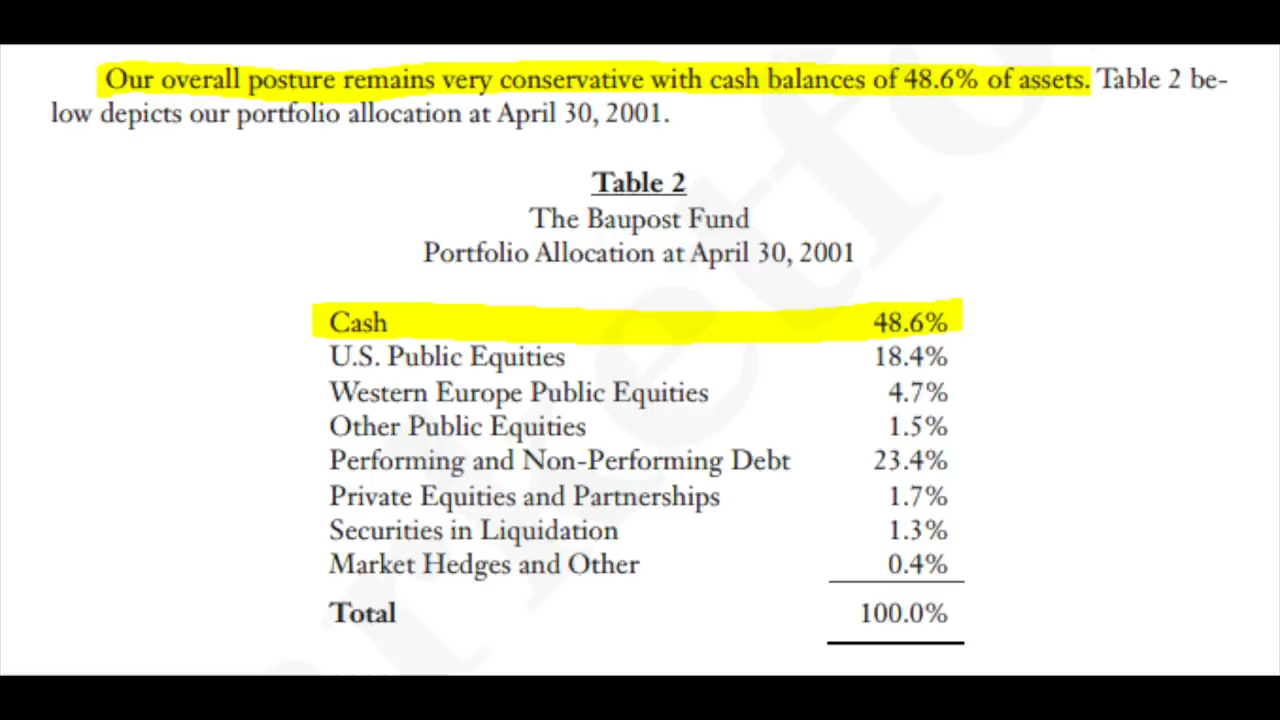 Our overall posture remains very conservative with cash balances of 48.6% of assets. Table 2 be-
low depicts our portfolio allocation at April 30, 2001.
Table 2
The Baupost Fund
Portfolio Allocation at April 30, 2001
Cash 48.6%
U.S. Public Equities 18.4%
Western Europe Public Equities 4.7%
Other Public Equities 1.5%
Performing and Non-Performing Debt 23.4%
Private Equities and Partnerships 1.7%
Securities in Liquidation 1.3%
Market Hedges and Other 0.4%
Total 100.0%